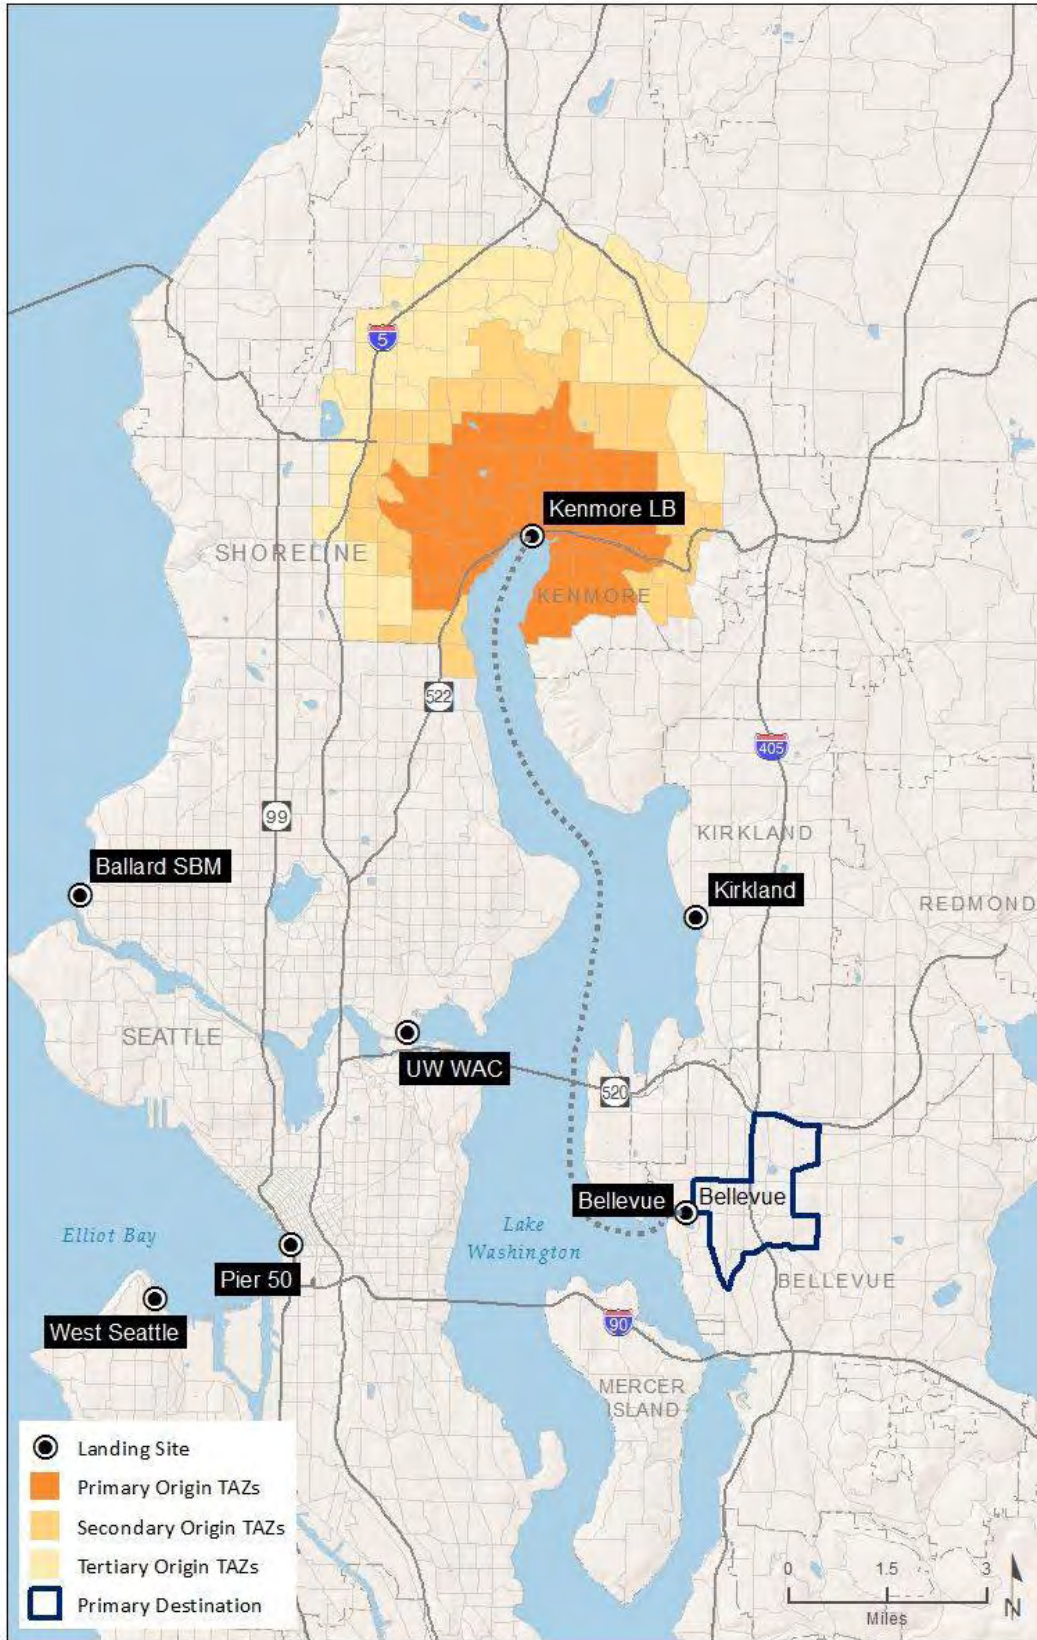 5
Kenmore LB
SHORELINE
KENMORE
522
405
99
KIRKLAND
Ballard SBM
Kirkland
REDMOND
SEATTLE
UW WAC
520
Bellevue
Bellevue
Elliot Bay
Lake
Washington
Pier 50
BELLEVUE
West Seattle
90
MERCER
ISLAND
Landing Site
Primary Origin TAZs
Secondary Origin TAZs
Tertiary Origin TAZs
Primary Destination
0 1.5 3
Miles
N